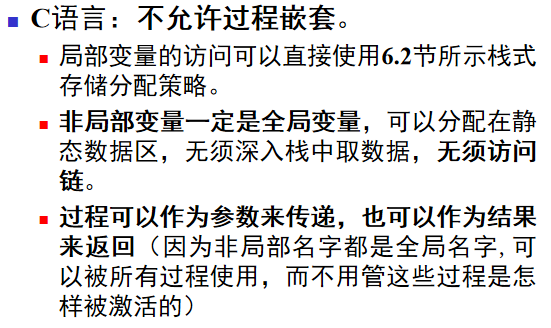 C语言：不允许过程嵌套。
局部变量的访问可以直接使用6.2节所示栈式
存储分配策略。
非局部变量一定是全局变量，可以分配在静
态数据区，无须深入栈中取数据，无须访问
链。
过程可以作为参数来传递，也可以作为结果
来返回（因为非局部名字都是全局名字,可
以被所有过程使用，而不用管这些过程是怎
样被激活的）